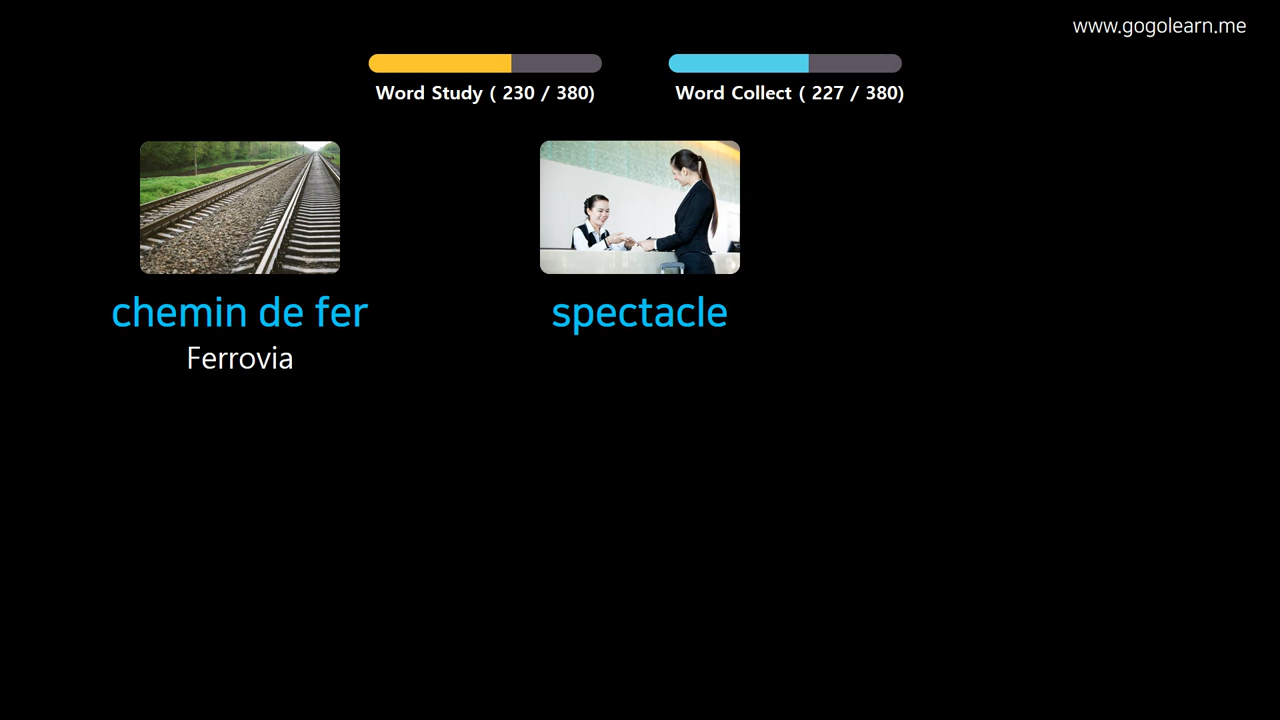 www.gogolearn.me
Word Study ( 230 / 380)
Word Collect ( 227 / 380)
chemin de fer
Ferrovia
spectacle